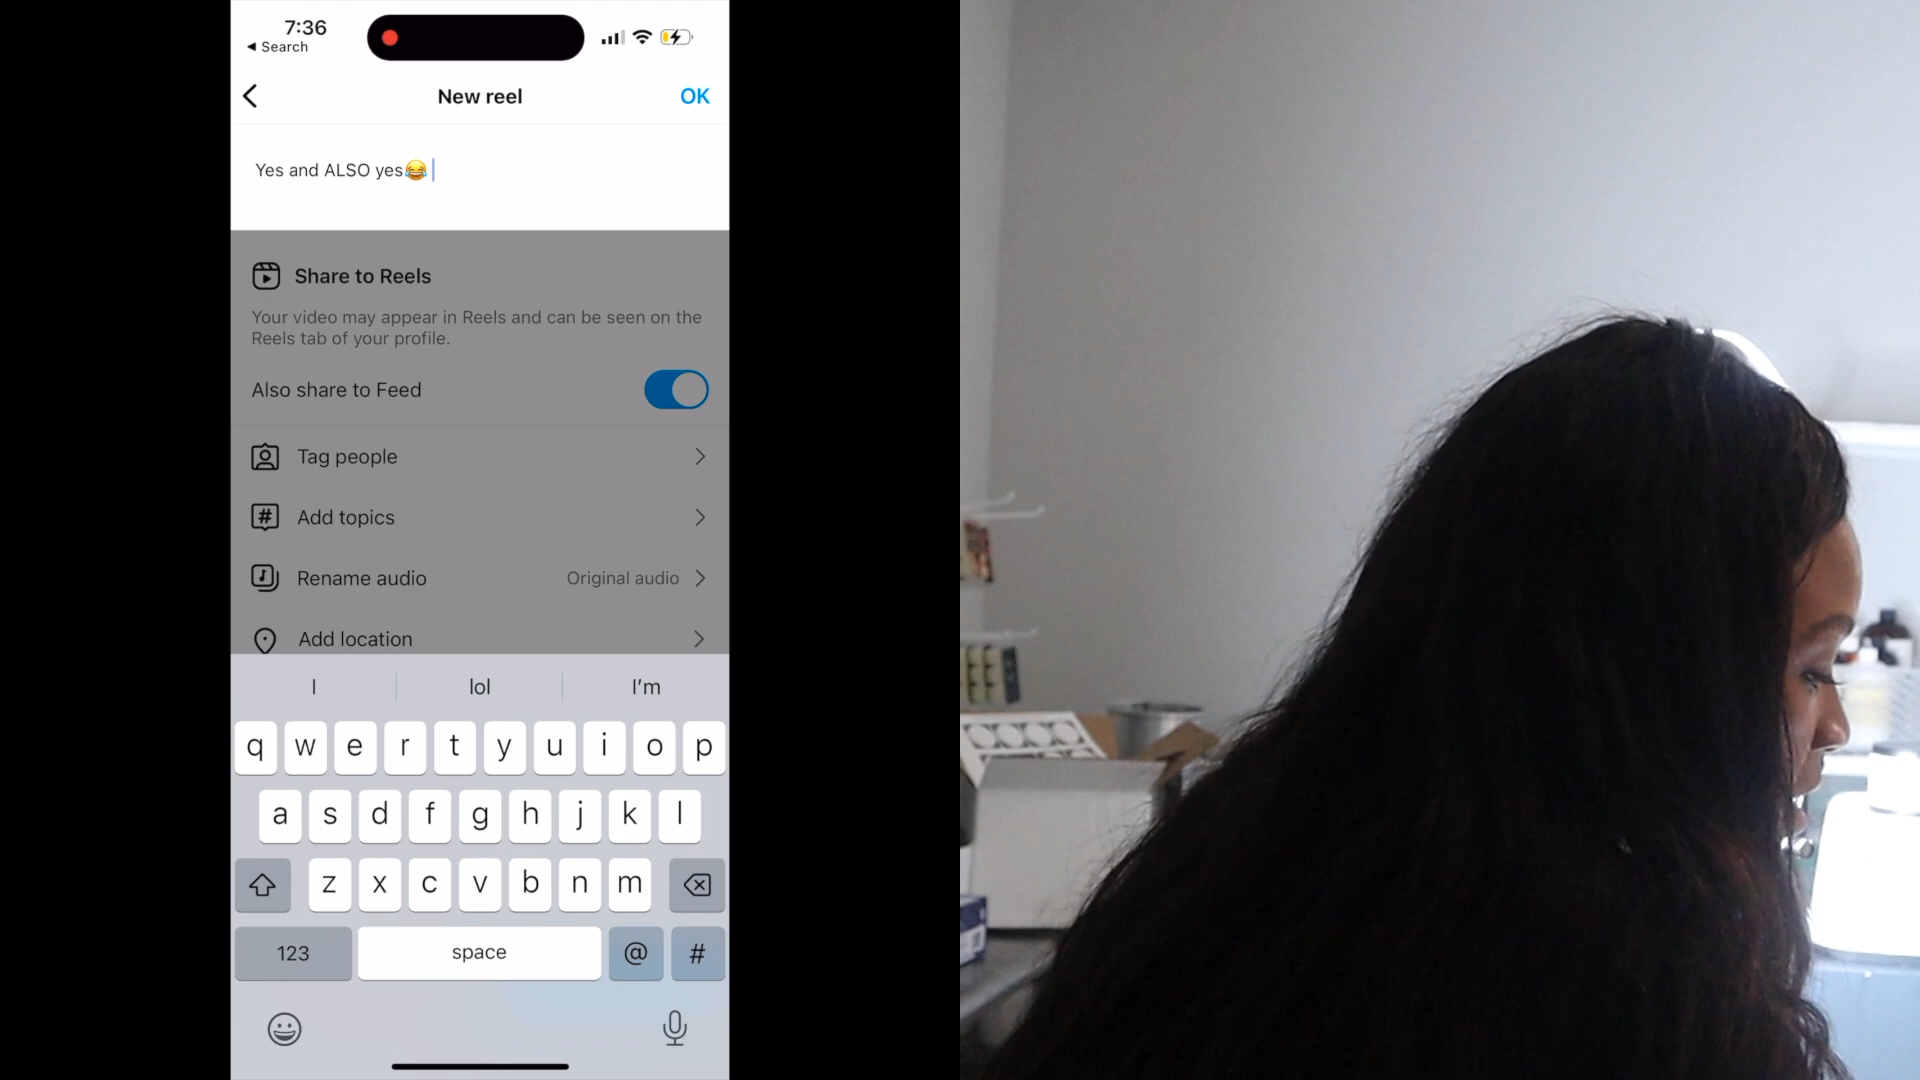 7:36
◀ Search
New reel
OK
Yes and ALSO yes😂
Share to Reels
Your video may appear in Reels and can be seen on the
Reels tab of your profile.
Also share to Feed
Tag people
Add topics
Rename audio
Original audio
Add location
I
lol
I'm
q w e r t y u i o p
a s d f g h j k l
z x c v b n m
123
space
@
#